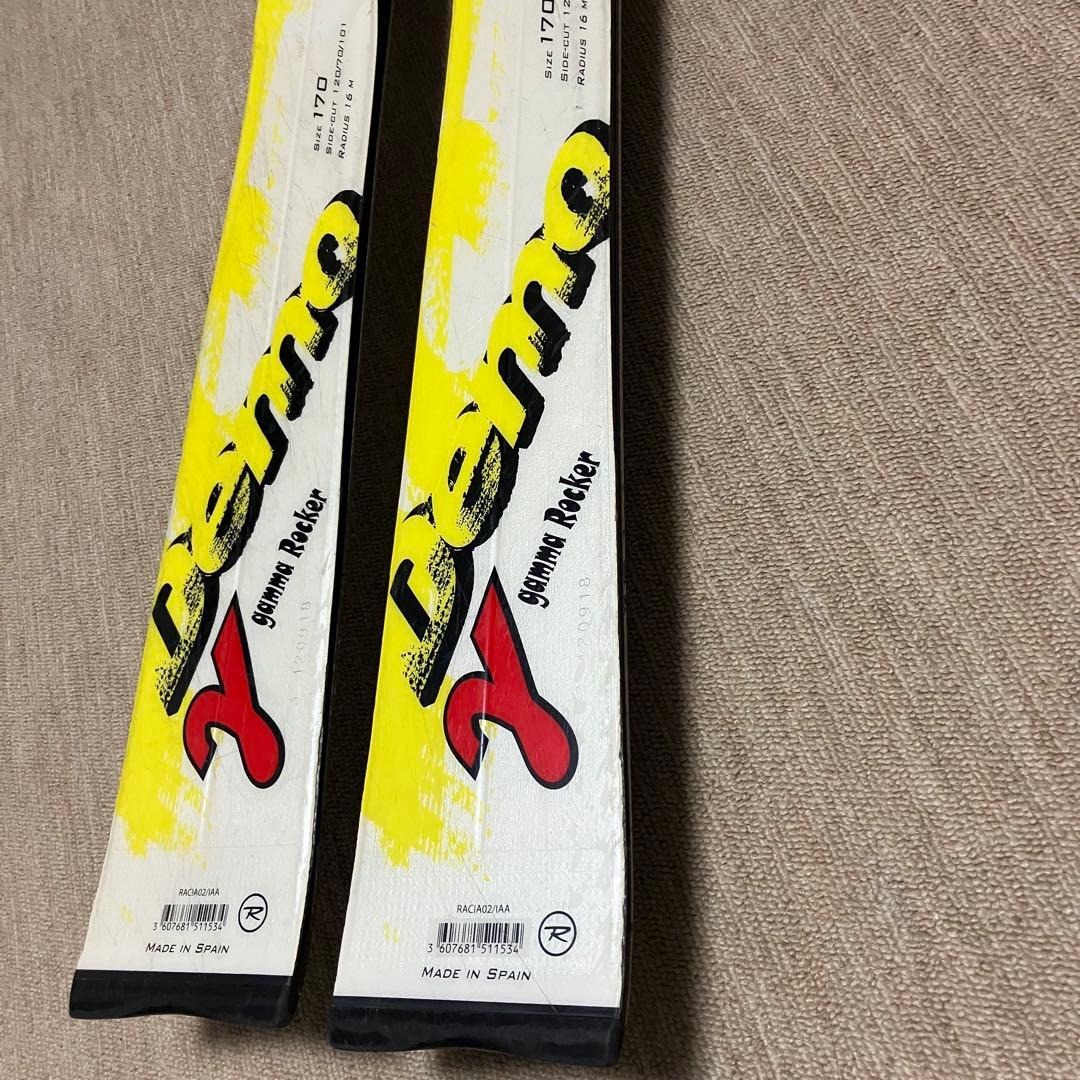 SIZE 170
SIDE-CUT 120/70/101
RADIUS 16 M
Demo
gamma Rocker
120918
RACIA02/IAA
3 607681 511534
R
MADE IN SPAIN
SIZE 170
SIDE-CUT 12
RADIUS 16 M
Demo
gamma Rocker
120918
RACIA02/IAA
3 607681 511534
R
MADE IN SPAIN